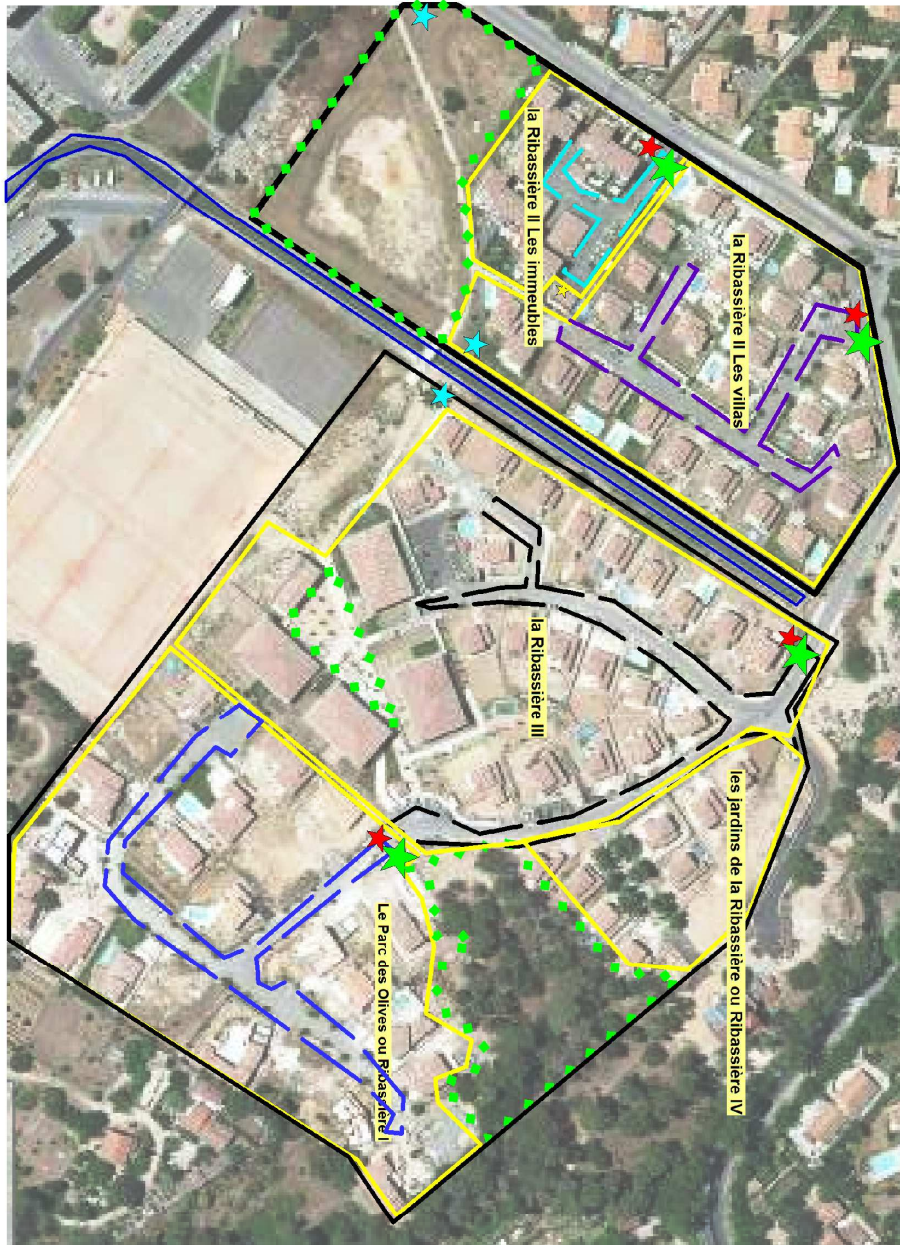 la Ribassière II Les immeubles
la Ribassière II Les villas
la Ribassière III
les jardins de la Ribassière ou Ribassière IV
Le Parc des Olives ou Ribassière I